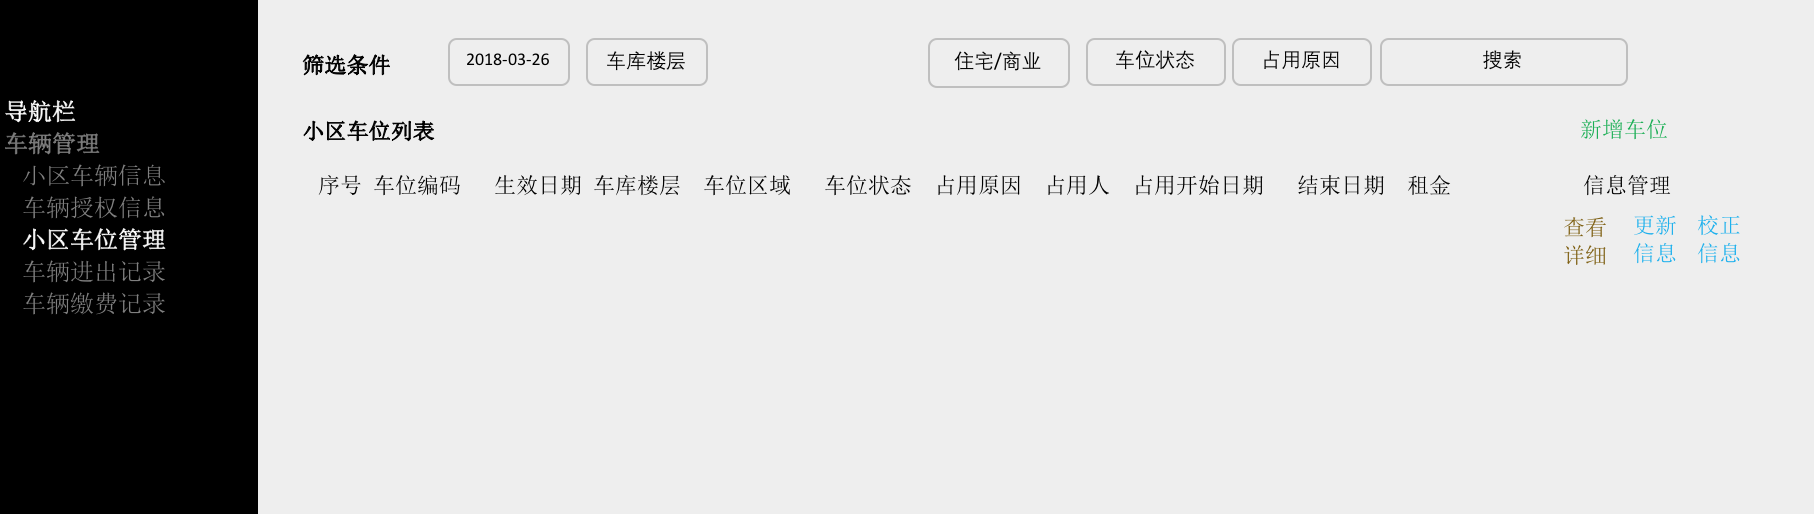 导航栏
车辆管理
小区车辆信息
车辆授权信息
小区车位管理
车辆进出记录
车辆缴费记录
筛选条件 2018-03-26 车库楼层 住宅/商业 车位状态 占用原因 搜索
小区车位列表 新增车位
序号 车位编码 生效日期 车库楼层 车位区域 车位状态 占用原因 占用人 占用开始日期 结束日期 租金 信息管理
查看 更新 校正
详细 信息 信息